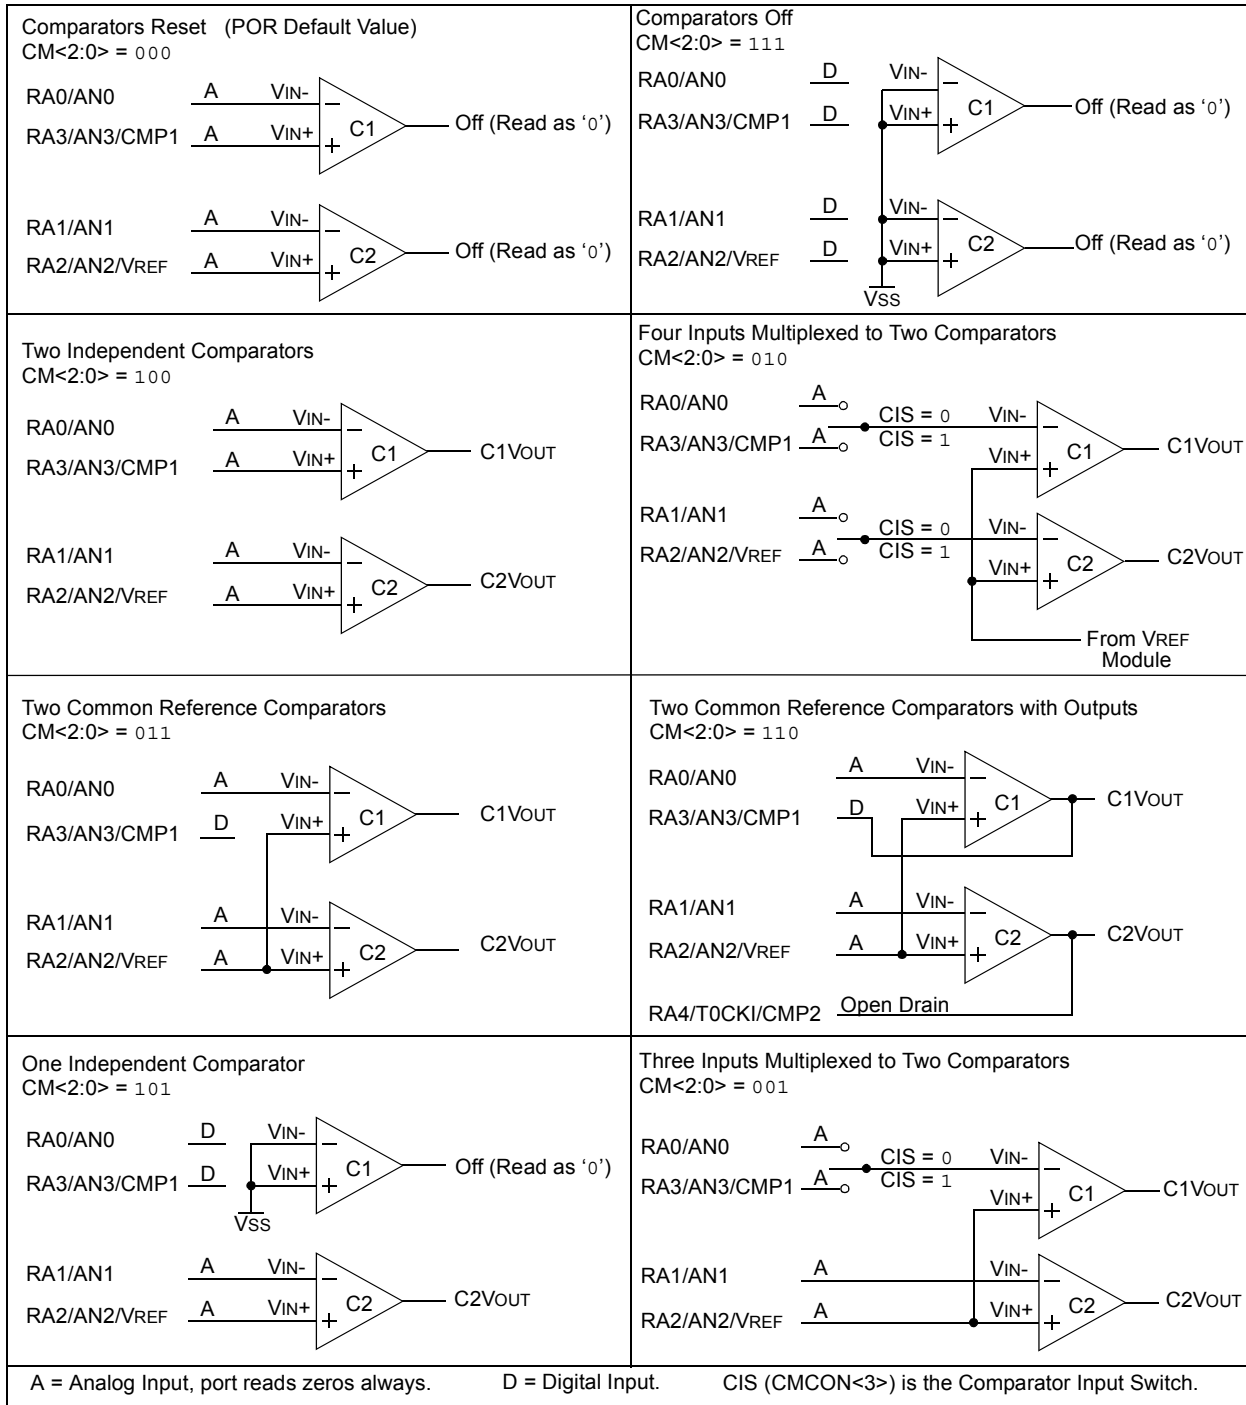 Comparators Reset (POR Default Value)
CM<2:0> = 000
RA0/AN0 A VIN- –
RA3/AN3/CMP1 A VIN+ + C1 Off (Read as ‘0’)
RA1/AN1 A VIN- –
RA2/AN2/VREF A VIN+ + C2 Off (Read as ‘0’)
Comparators Off
CM<2:0> = 111
RA0/AN0 D VIN- –
RA3/AN3/CMP1 D VIN+ + C1 Off (Read as ‘0’)
RA1/AN1 D VIN- –
RA2/AN2/VREF D VIN+ + C2 Off (Read as ‘0’)
VSS
Two Independent Comparators
CM<2:0> = 100
RA0/AN0 A VIN- –
RA3/AN3/CMP1 A VIN+ + C1 C1VOUT
RA1/AN1 A VIN- –
RA2/AN2/VREF A VIN+ + C2 C2VOUT
Four Inputs Multiplexed to Two Comparators
CM<2:0> = 010
RA0/AN0 A CIS = 0 VIN- –
RA3/AN3/CMP1 A CIS = 1 VIN+ + C1 C1VOUT
RA1/AN1 A CIS = 0 VIN- –
RA2/AN2/VREF A CIS = 1 VIN+ + C2 C2VOUT
From VREF
Module
Two Common Reference Comparators
CM<2:0> = 011
RA0/AN0 A VIN- –
RA3/AN3/CMP1 D VIN+ + C1 C1VOUT
RA1/AN1 A VIN- –
RA2/AN2/VREF A VIN+ + C2 C2VOUT
Two Common Reference Comparators with Outputs
CM<2:0> = 110
RA0/AN0 A VIN- –
RA3/AN3/CMP1 D VIN+ + C1 C1VOUT
RA1/AN1 A VIN- –
RA2/AN2/VREF A VIN+ + C2 C2VOUT
RA4/T0CKI/CMP2 Open Drain
One Independent Comparator
CM<2:0> = 101
RA0/AN0 D VIN- –
RA3/AN3/CMP1 D VIN+ + C1 Off (Read as ‘0’)
VSS
RA1/AN1 A VIN- –
RA2/AN2/VREF A VIN+ + C2 C2VOUT
Three Inputs Multiplexed to Two Comparators
CM<2:0> = 001
RA0/AN0 A CIS = 0 VIN- –
RA3/AN3/CMP1 A CIS = 1 VIN+ + C1 C1VOUT
RA1/AN1 A VIN- –
RA2/AN2/VREF A VIN+ + C2 C2VOUT
A = Analog Input, port reads zeros always. D = Digital Input. CIS (CMCON<3>) is the Comparator Input Switch.